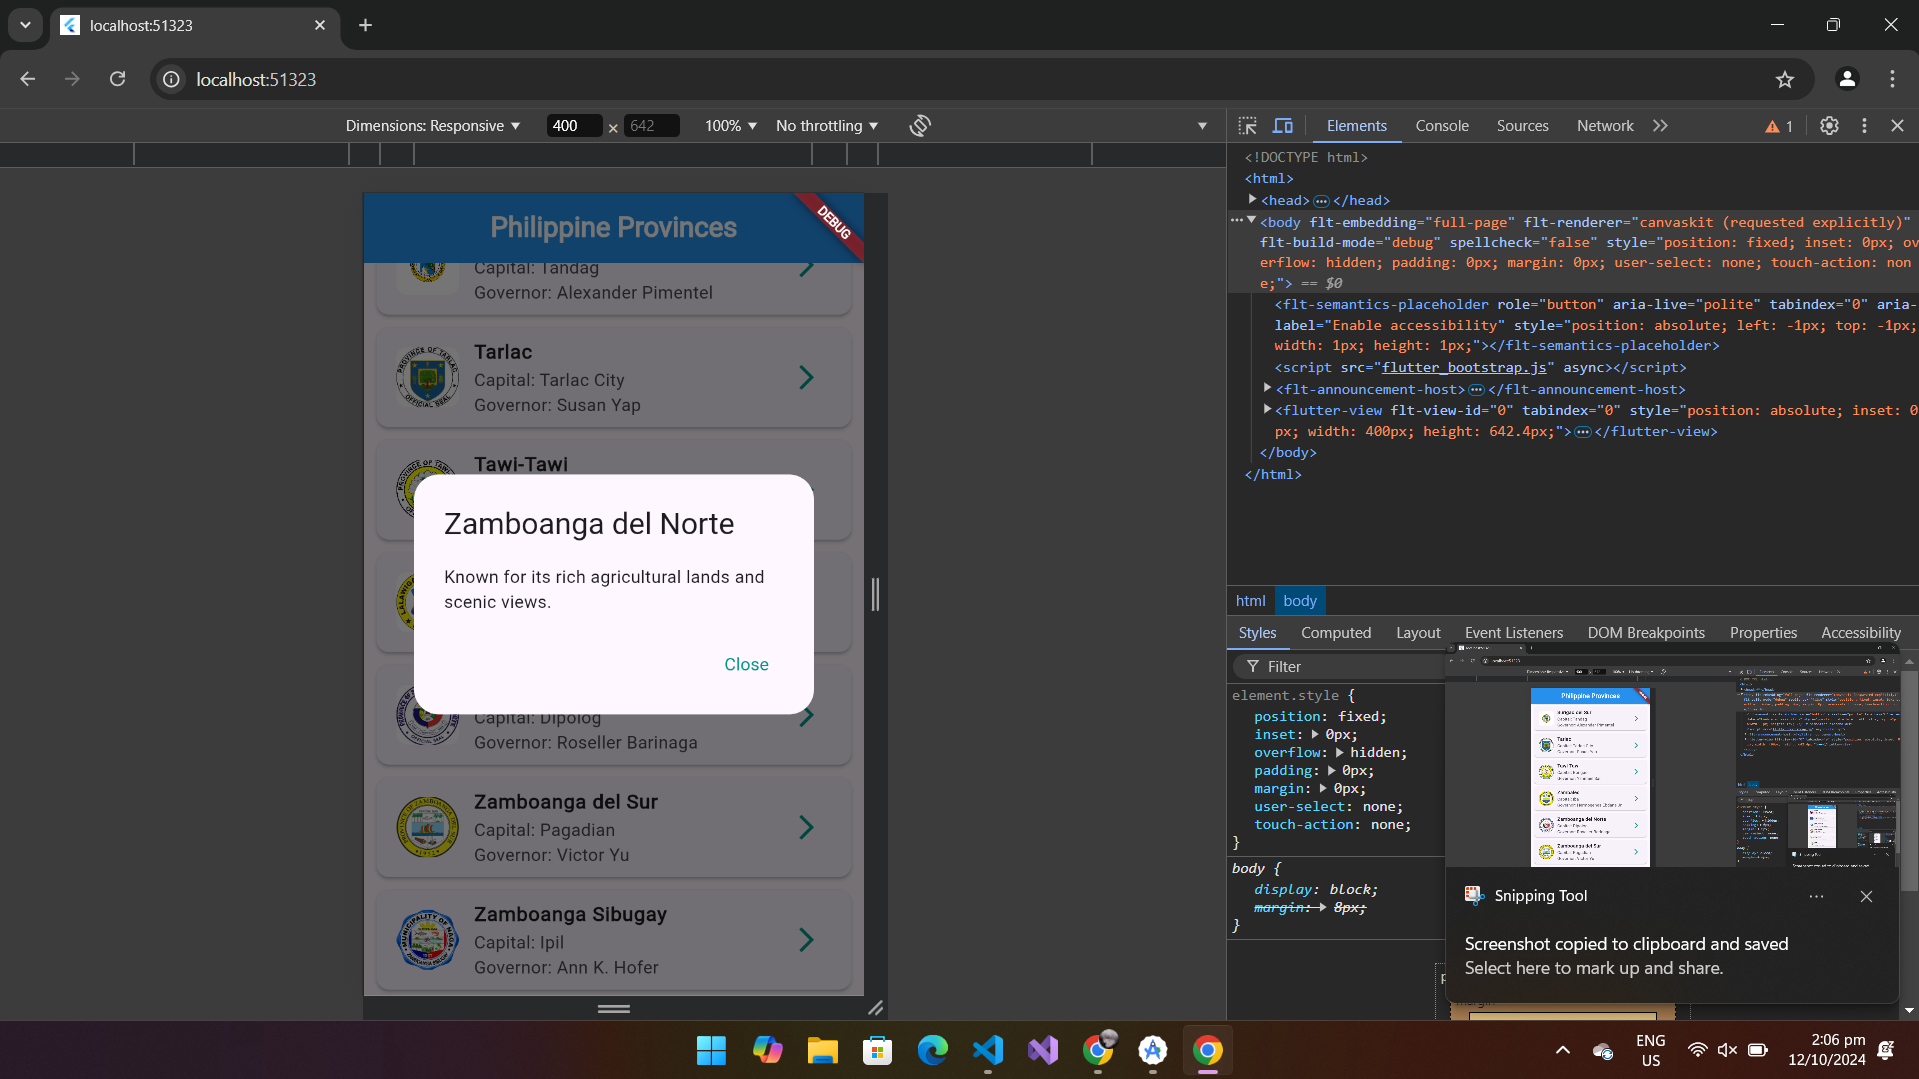 localhost:51323
localhost:51323
Dimensions: Responsive
400
×
642
100%
No throttling
Elements
Console
Sources
Network
1
Philippine Provinces
DEBUG
Capital: Tandag
Governor: Alexander Pimentel
Tarlac
Capital: Tarlac City
Governor: Susan Yap
Tawi-Tawi
Zamboanga del Norte
Known for its rich agricultural lands and
scenic views.
Close
Capital: Dipolog
Governor: Roseller Barinaga
Zamboanga del Sur
Capital: Pagadian
Governor: Victor Yu
Zamboanga Sibugay
Capital: Ipil
Governor: Ann K. Hofer
<!DOCTYPE html>
<html>
<head> ... </head>
<body flt-embedding="full-page" flt-renderer="canvaskit (requested explicitly)"
flt-build-mode="debug" spellcheck="false" style="position: fixed; inset: 0px; ov
erflow: hidden; padding: 0px; margin: 0px; user-select: none; touch-action: non
e;"> == $0
<flt-semantics-placeholder role="button" aria-live="polite" tabindex="0" aria-
label="Enable accessibility" style="position: absolute; left: -1px; top: -1px;
width: 1px; height: 1px;"></flt-semantics-placeholder>
<script src="flutter_bootstrap.js" async></script>
<flt-announcement-host> ... </flt-announcement-host>
<flutter-view flt-view-id="0" tabindex="0" style="position: absolute; inset: 0
px; width: 400px; height: 642.4px;"> ... </flutter-view>
</body>
</html>
html
body
Styles
Computed
Layout
Event Listeners
DOM Breakpoints
Properties
Accessibility
Filter
element.style {
position: fixed;
inset: 0px;
overflow: hidden;
padding: 0px;
margin: 0px;
user-select: none;
touch-action: none;
}
body {
display: block;
margin: 8px;
}
Philippine Provinces
Snipping Tool
Screenshot copied to clipboard and saved
Select here to mark up and share.
margin
ENG
US
2:06 pm
12/10/2024